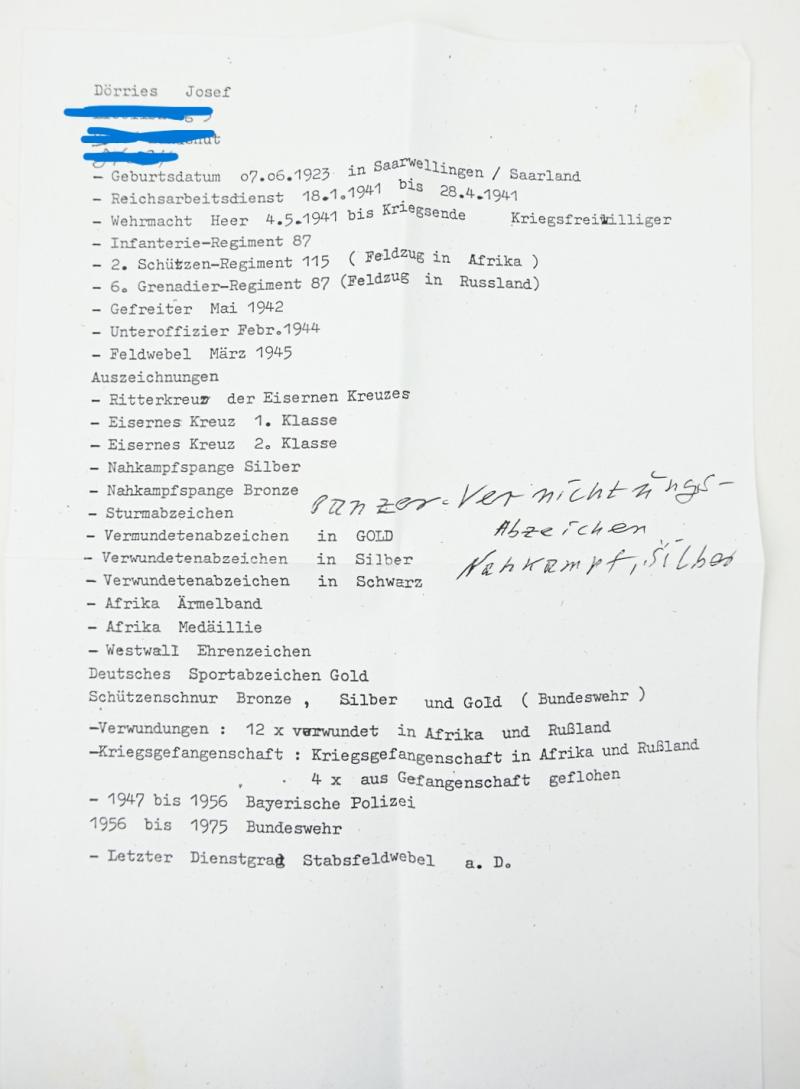 Dörries Josef
- Geburtsdatum 07.06.1923 in Saarwellingen / Saarland
- Reichsarbeitsdienst 18.1.1941 bis 28.4.1941
- Wehrmacht Heer 4.5.1941 bis Kriegsende Kriegsfreiwilliger
- Infanterie-Regiment 87
- 2. Schützen-Regiment 115 ( Feldzug in Afrika )
- 6. Grenadier-Regiment 87 (Feldzug in Russland)
- Gefreiter Mai 1942
- Unteroffizier Febr.1944
- Feldwebel März 1945
Auszeichnungen
- Ritterkreuz der Eisernen Kreuzes
- Eisernes Kreuz 1. Klasse
- Eisernes Kreuz 2. Klasse
- Nahkampfspange Silber
- Nahkampfspange Bronze Panzer-Vernichtungs-
- Sturmabzeichen Abzeichen
- Vermundetenabzeichen in GOLD
- Verwundetenabzeichen in Silber Nahkampf, Silber
- Verwundetenabzeichen in Schwarz
- Afrika Ärmelband
- Afrika Medäillie
- Westwall Ehrenzeichen
Deutsches Sportabzeichen Gold
Schützenschnur Bronze , Silber und Gold ( Bundeswehr )
-Verwundungen : 12 x verwundet in Afrika und Rußland
-Kriegsgefangenschaft : Kriegsgefangenschaft in Afrika und Rußland
4 x aus Gefangenschaft geflohen
- 1947 bis 1956 Bayerische Polizei
1956 bis 1975 Bundeswehr
- Letzter Dienstgrad Stabsfeldwebel a. D.